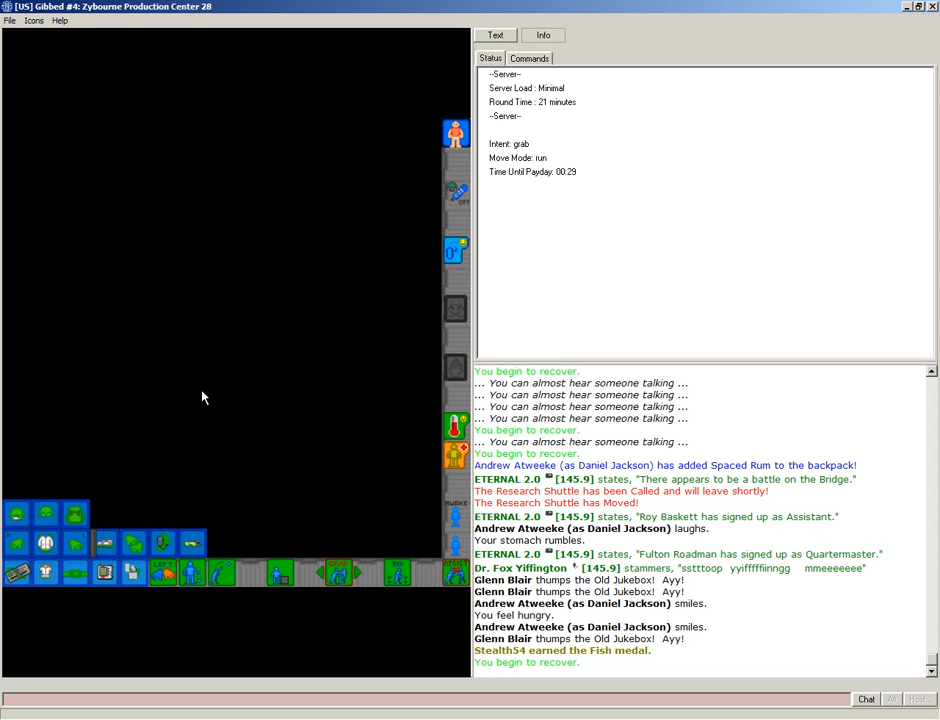 [US] Gibbed #4: Zybourne Production Center 28
File Icons Help
Text Info
Status Commands
--Server--
Server Load : Minimal
Round Time : 21 minutes
--Server--
Intent: grab
Move Mode: run
Time Until Payday: 00:29
OFF
LEFT
GRAB
RUN
You begin to recover.
... You can almost hear someone talking ...
... You can almost hear someone talking ...
... You can almost hear someone talking ...
... You can almost hear someone talking ...
You begin to recover.
... You can almost hear someone talking ...
You begin to recover.
Andrew Atweeke (as Daniel Jackson) has added Spaced Rum to the backpack!
ETERNAL 2.0 [145.9] states, "There appears to be a battle on the Bridge."
The Research Shuttle has been Called and will leave shortly!
The Research Shuttle has Moved!
ETERNAL 2.0 [145.9] states, "Roy Baskett has signed up as Assistant."
Andrew Atweeke (as Daniel Jackson) laughs.
Your stomach rumbles.
ETERNAL 2.0 [145.9] states, "Fulton Roadman has signed up as Quartermaster."
Dr. Fox Yiffington [145.9] stammers, "ssttoop yyifffffiinngg mmeeeeeee"
Glenn Blair thumps the Old Jukebox! Ayy!
Glenn Blair thumps the Old Jukebox! Ayy!
Andrew Atweeke (as Daniel Jackson) smiles.
You feel hungry.
Andrew Atweeke (as Daniel Jackson) smiles.
Glenn Blair thumps the Old Jukebox! Ayy!
Stealth54 earned the Fish medal.
You begin to recover.
Chat Alt Host...